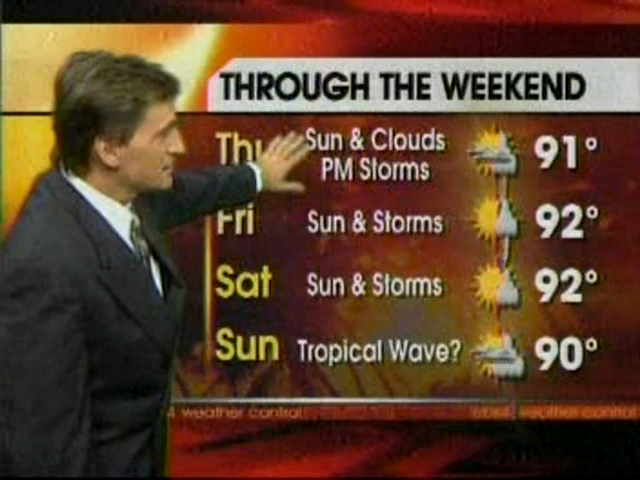 THROUGH THE WEEKEND
Thu Sun & Clouds PM Storms 91°
Fri Sun & Storms 92°
Sat Sun & Storms 92°
Sun Tropical Wave? 90°
4 weather control weather control